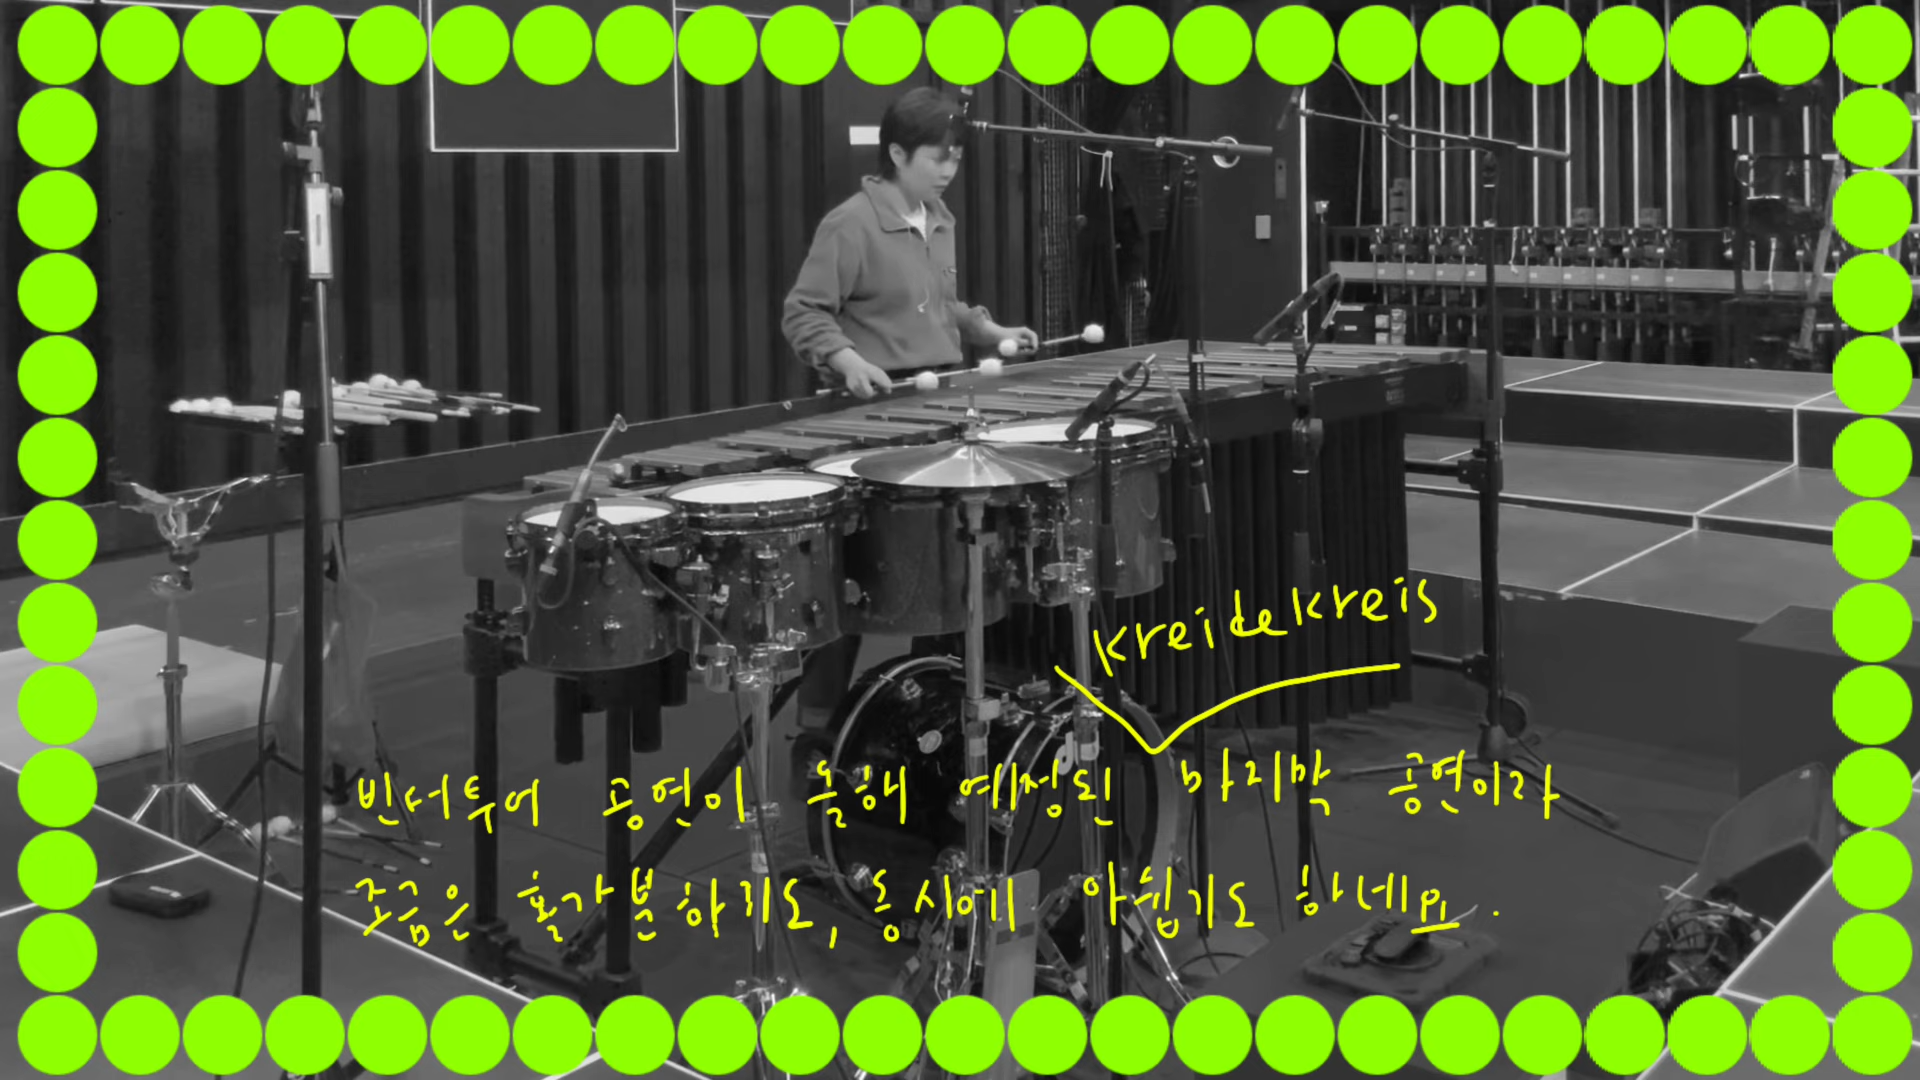 kreidekreis
빈터투어 공연이 올해 예정된 마지막 공연이라
조금은 홀가분하기도, 동시에 아쉽기도 하네요.